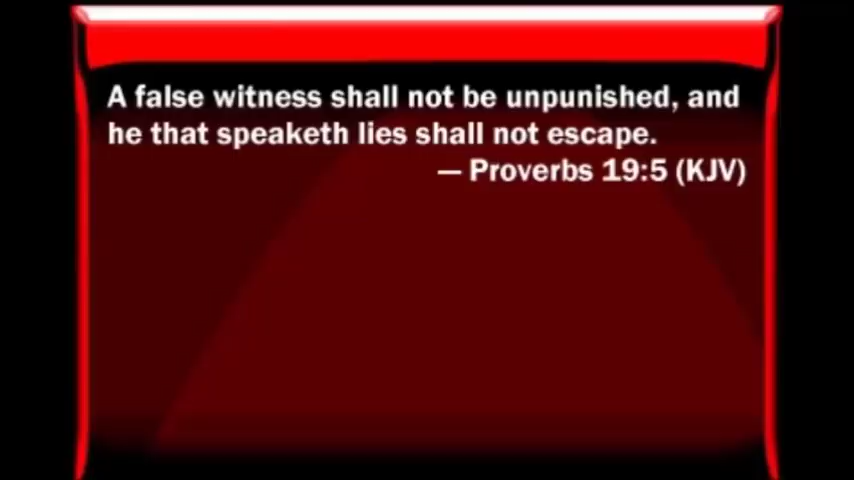 A false witness shall not be unpunished, and
he that speaketh lies shall not escape.
— Proverbs 19:5 (KJV)